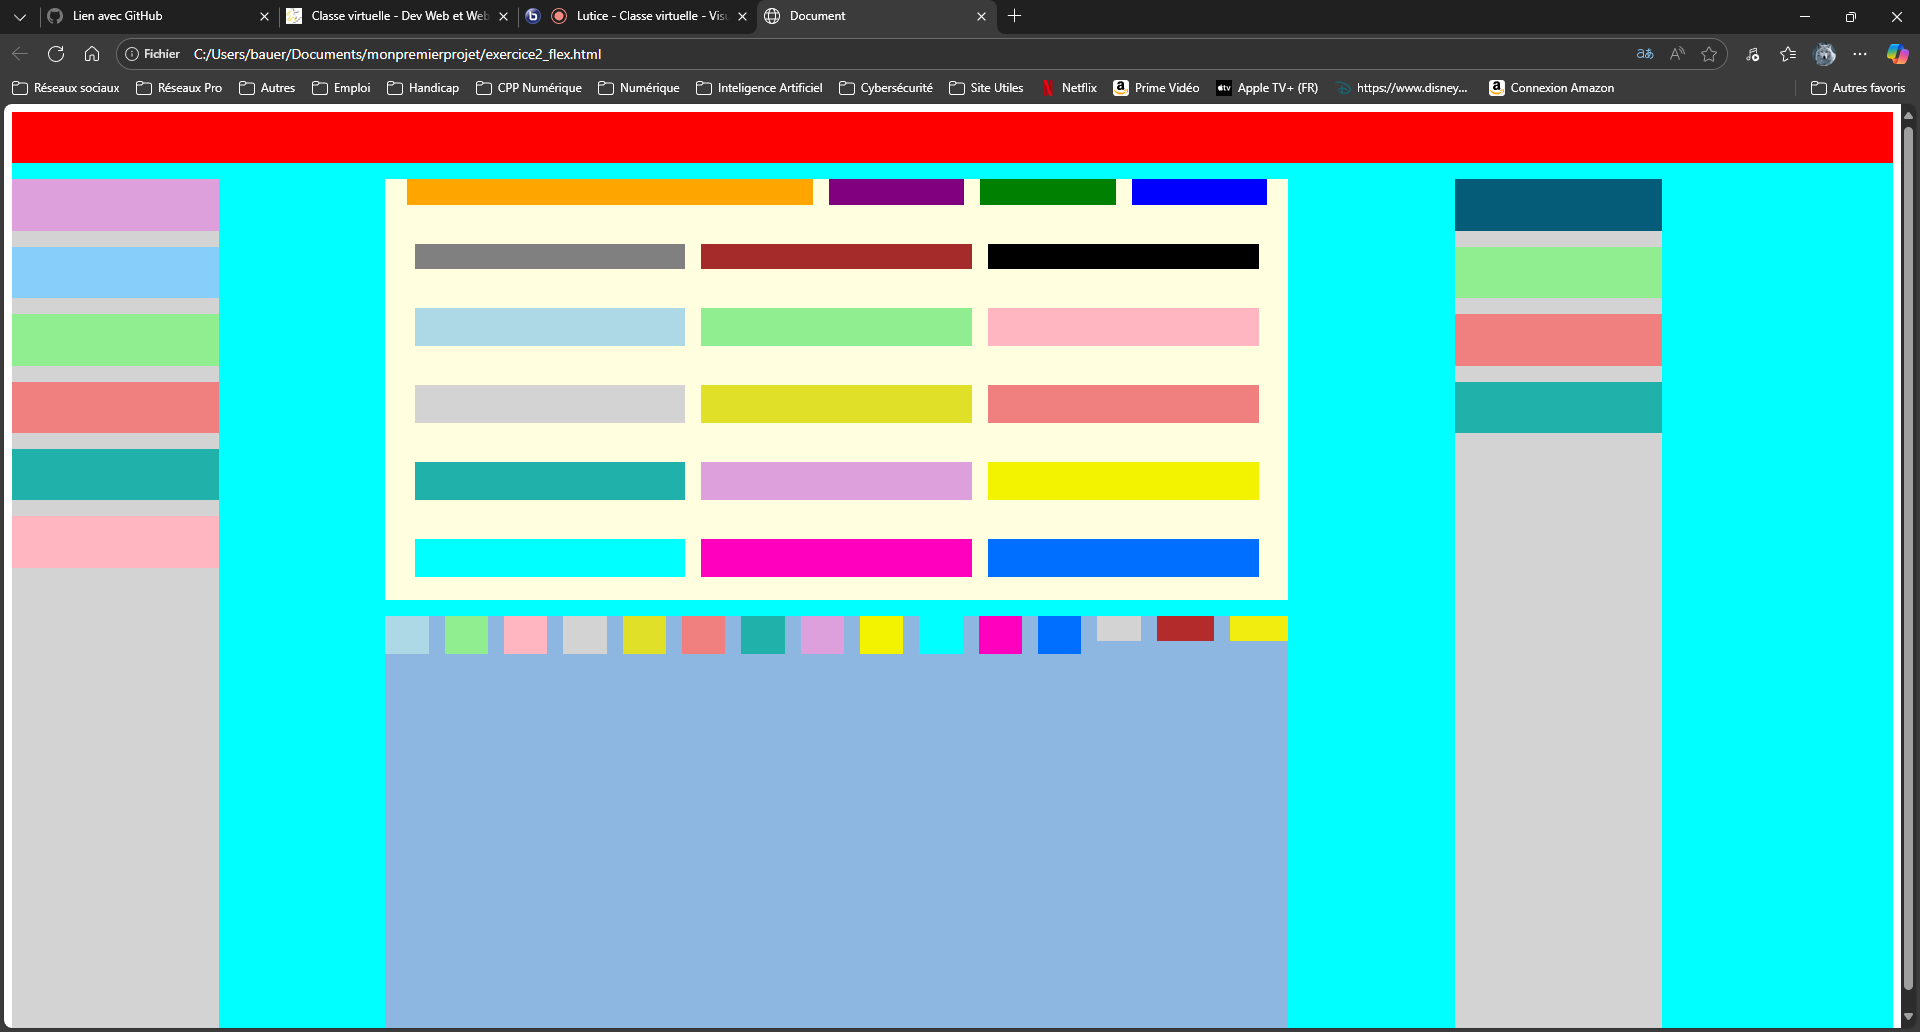 Lien avec GitHub
Classe virtuelle - Dev Web et Web
Lutice - Classe virtuelle - Visu
Document
Fichier
C:/Users/bauer/Documents/monpremierprojet/exercice2_flex.html
Réseaux sociaux
Réseaux Pro
Autres
Emploi
Handicap
CPP Numérique
Numérique
Inteligence Artificiel
Cybersécurité
Site Utiles
Netflix
Prime Vidéo
Apple TV+ (FR)
https://www.disney...
Connexion Amazon
Autres favoris